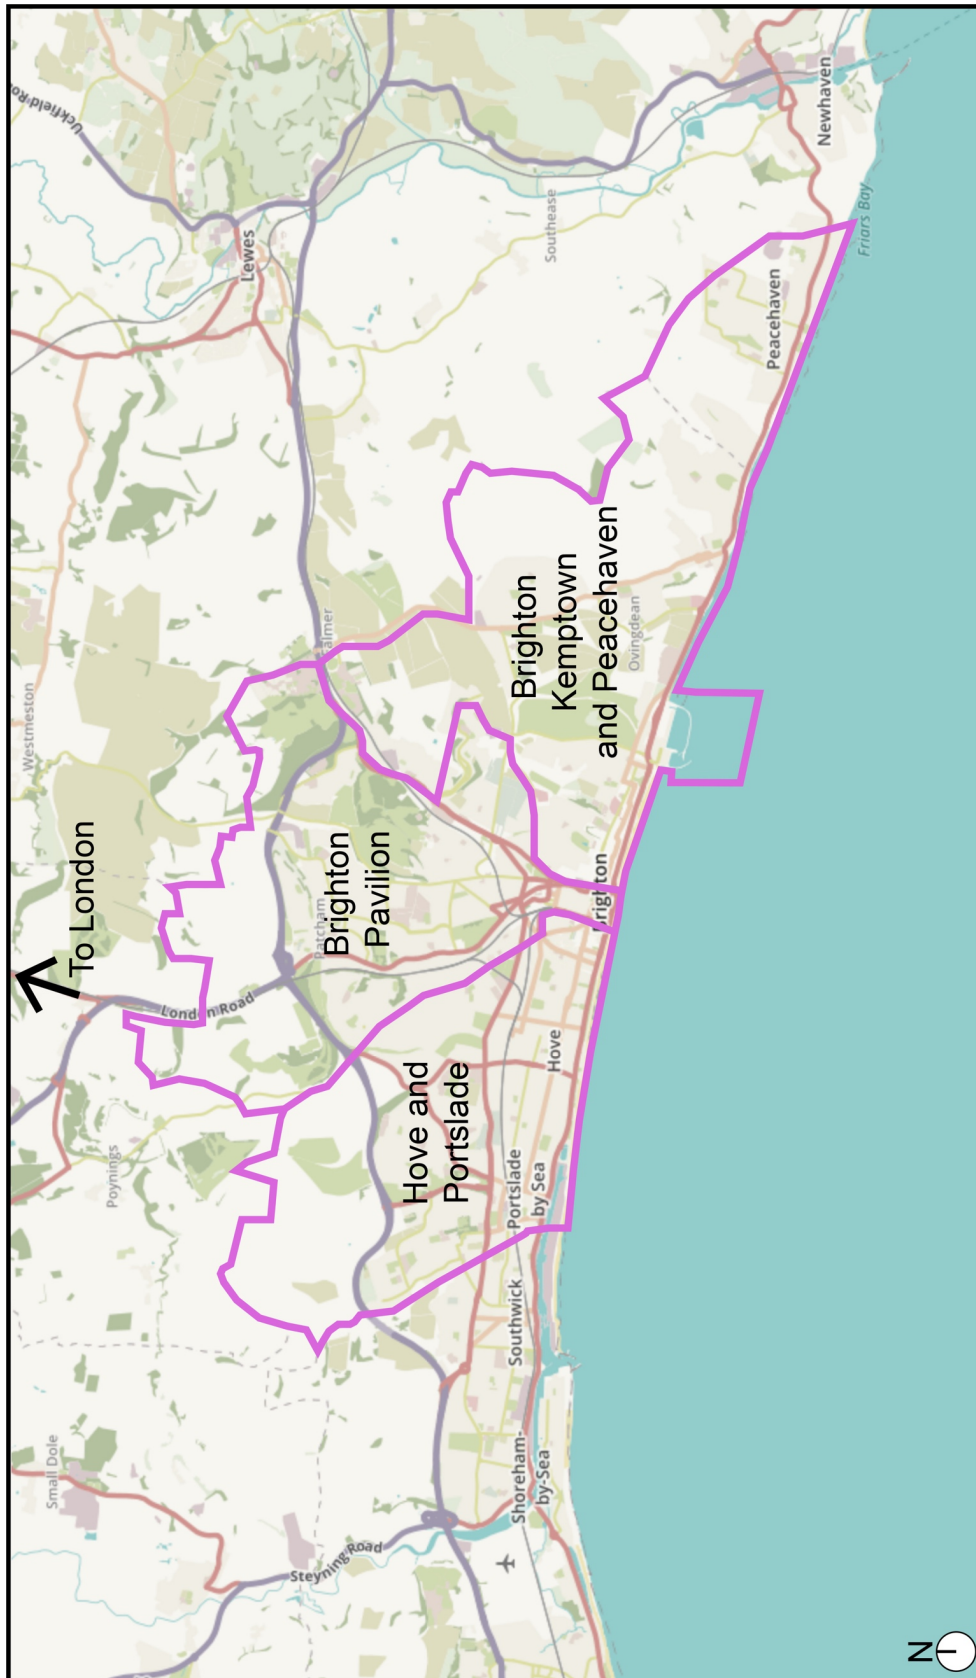 Westmeston
Small Dole
To London
Poynings
London Road
Lewes
Steyning Road
Patcham
Brighton
Pavilion
Hove and
Portslade
Shoreham-
by-Sea
Southwick
Portslade
by Sea
Brighton
Kemptown
and Peacehaven
Southease
Hove
Brighton
Ovingdean
Peacehaven
Newhaven
Friars Bay
N